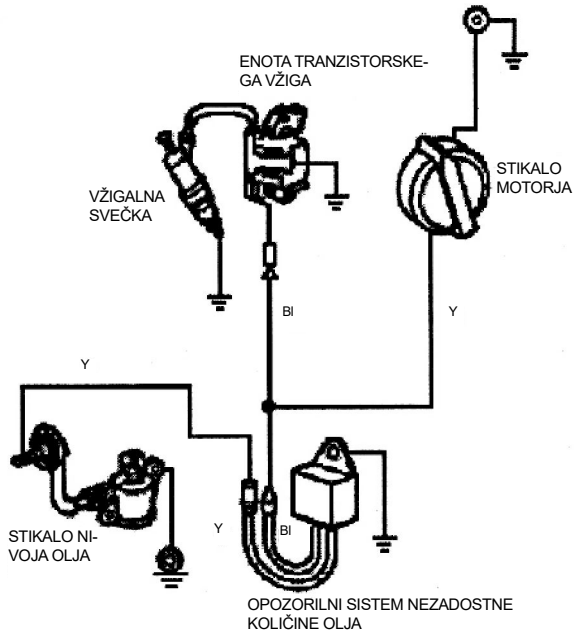 ENOTA TRANZISTORSKE-
GA VŽIGA
STIKALO
MOTORJA
VŽIGALNA
SVEČKA
Bl
Y
Y
STIKALO NI-
VOJA OLJA
Y
Bl
OPOZORILNI SISTEM NEZADOSTNE
KOLIČINE OLJA